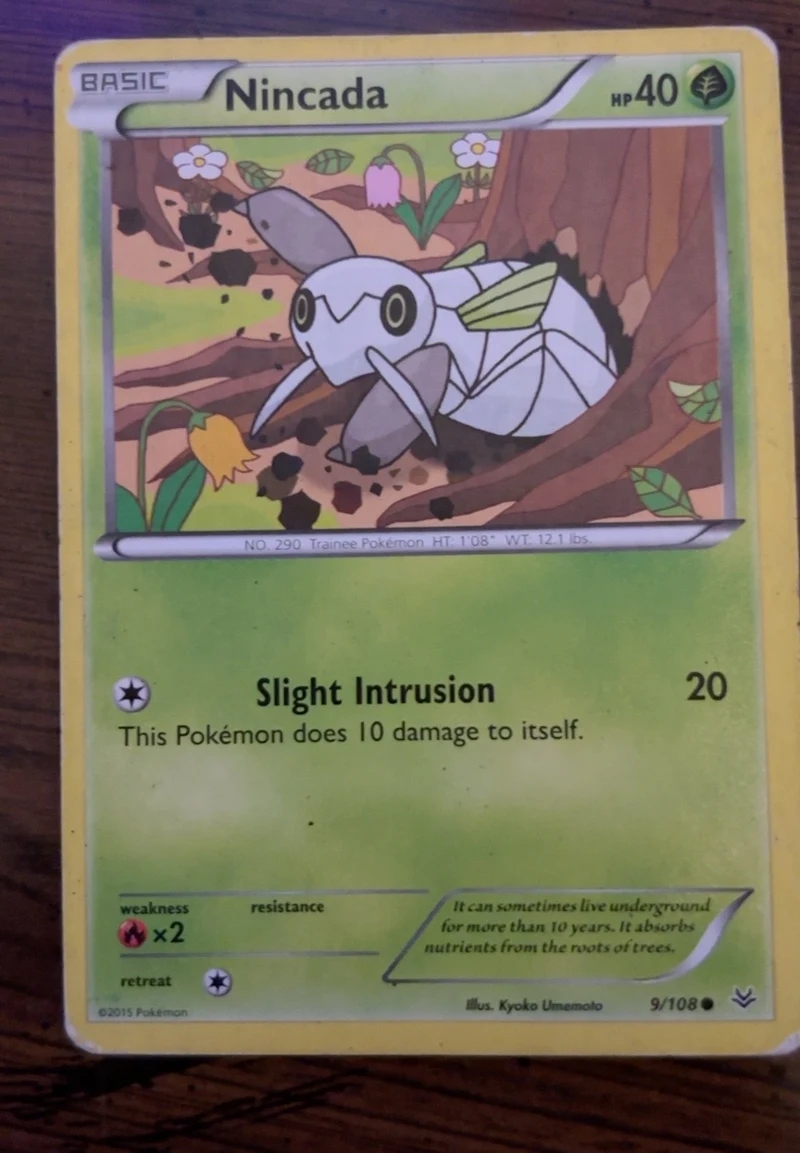 BASIC
Nincada
HP 40
NO. 290 Trainee Pokémon HT: 1'08" WT: 12.1 lbs.
Slight Intrusion 20
This Pokémon does 10 damage to itself.
weakness resistance
×2
retreat
It can sometimes live underground
for more than 10 years. It absorbs
nutrients from the roots of trees.
©2015 Pokémon
Illus. Kyoko Umemoto 9/108